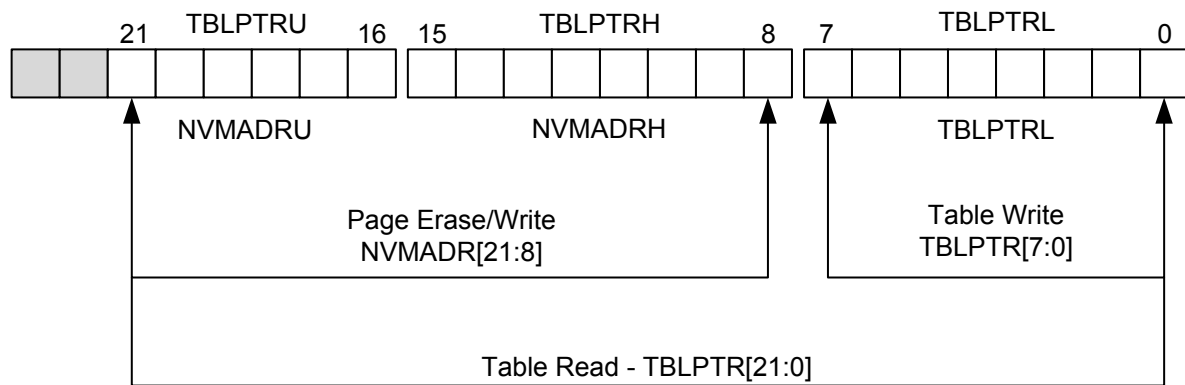 21 TBLPTRU 16 15 TBLPTRH 8 7 TBLPTRL 0
NVMADRU NVMADRH TBLPTRL
Page Erase/Write
NVMADR[21:8]
Table Write
TBLPTR[7:0]
Table Read - TBLPTR[21:0]